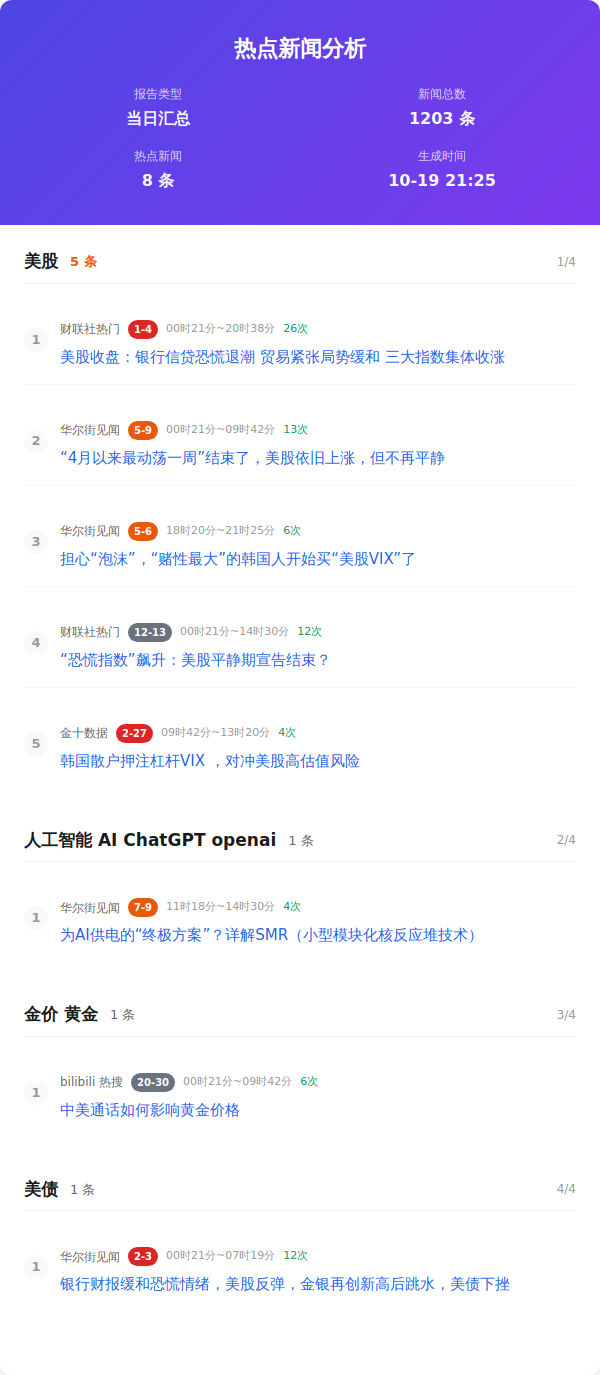 热点新闻分析
报告类型
新闻总数
当日汇总
1203 条
热点新闻
生成时间
8 条
10-19 21:25
美股 5 条 1/4
1
财联社热门 1-4 00时21分~20时38分 26次
美股收盘：银行信贷恐慌退潮 贸易紧张局势缓和 三大指数集体收涨
2
华尔街见闻 5-9 00时21分~09时42分 13次
“4月以来最动荡一周”结束了，美股依旧上涨，但不再平静
3
华尔街见闻 5-6 18时20分~21时25分 6次
担心“泡沫”，“赌性最大”的韩国人开始买“美股VIX”了
4
财联社热门 12-13 00时21分~14时30分 12次
“恐慌指数”飙升：美股平静期宣告结束？
5
金十数据 2-27 09时42分~13时20分 4次
韩国散户押注杠杆VIX ，对冲美股高估值风险
人工智能 AI ChatGPT openai 1 条 2/4
1
华尔街见闻 7-9 11时18分~14时30分 4次
为AI供电的“终极方案”？详解SMR（小型模块化核反应堆技术）
金价 黄金 1 条 3/4
1
bilibili 热搜 20-30 00时21分~09时42分 6次
中美通话如何影响黄金价格
美债 1 条 4/4
1
华尔街见闻 2-3 00时21分~07时19分 12次
银行财报缓和恐慌情绪，美股反弹，金银再创新高后跳水，美债下挫